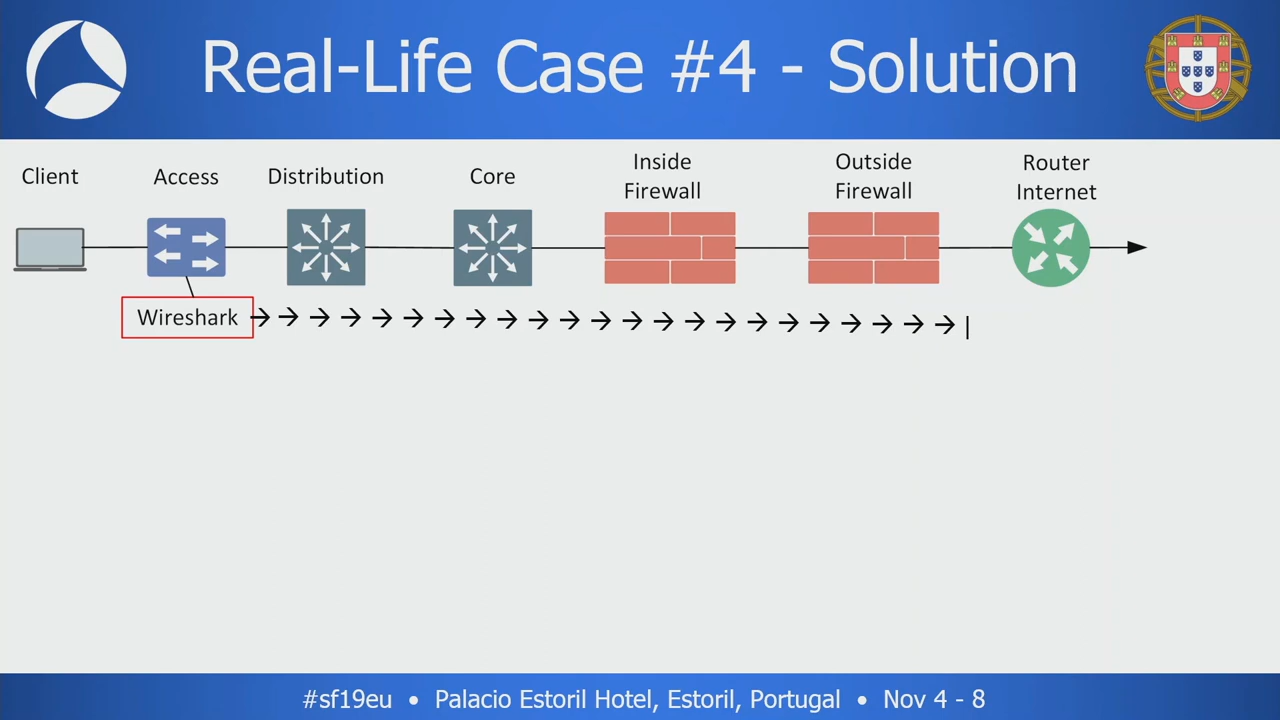 Real-Life Case #4 - Solution
Client
Access
Distribution
Core
Inside
Firewall
Outside
Firewall
Router
Internet
Wireshark → → → → → → → → → → → → → → → → → → → → → → → |
#sf19eu • Palacio Estoril Hotel, Estoril, Portugal • Nov 4 - 8